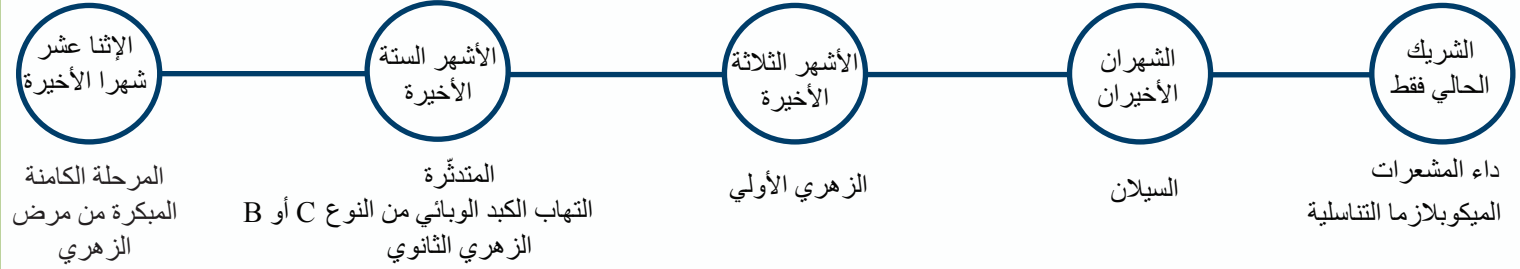 الشريك
الحالي فقط
داء المشعرات
الميكوبلازما التناسلية
الشهران
الأخيران
السيلان
الأشهر الثلاثة
الأخيرة
الزهري الأولي
الأشهر الستة
الأخيرة
المتدثّرة
التهاب الكبد الوبائي من النوع C أو B
الزهري الثانوي
الإثنا عشر
شهرا الأخيرة
المرحلة الكامنة
المبكرة من مرض
الزهري